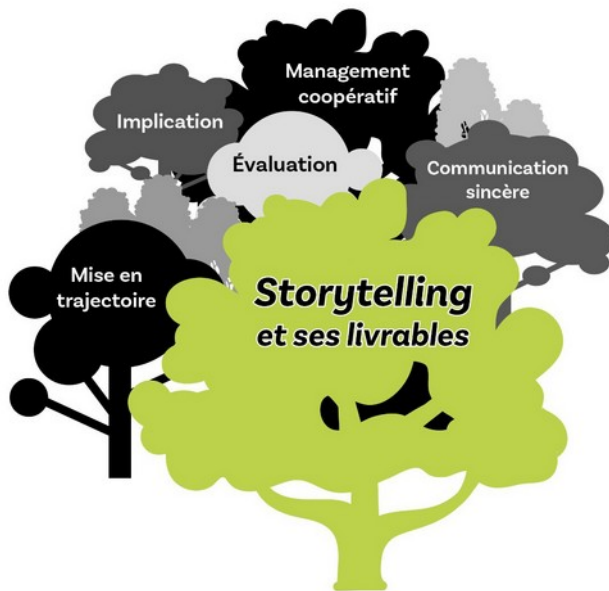 Management
coopératif
Implication
Évaluation
Communication
sincère
Mise en
trajectoire
Storytelling
et ses livrables